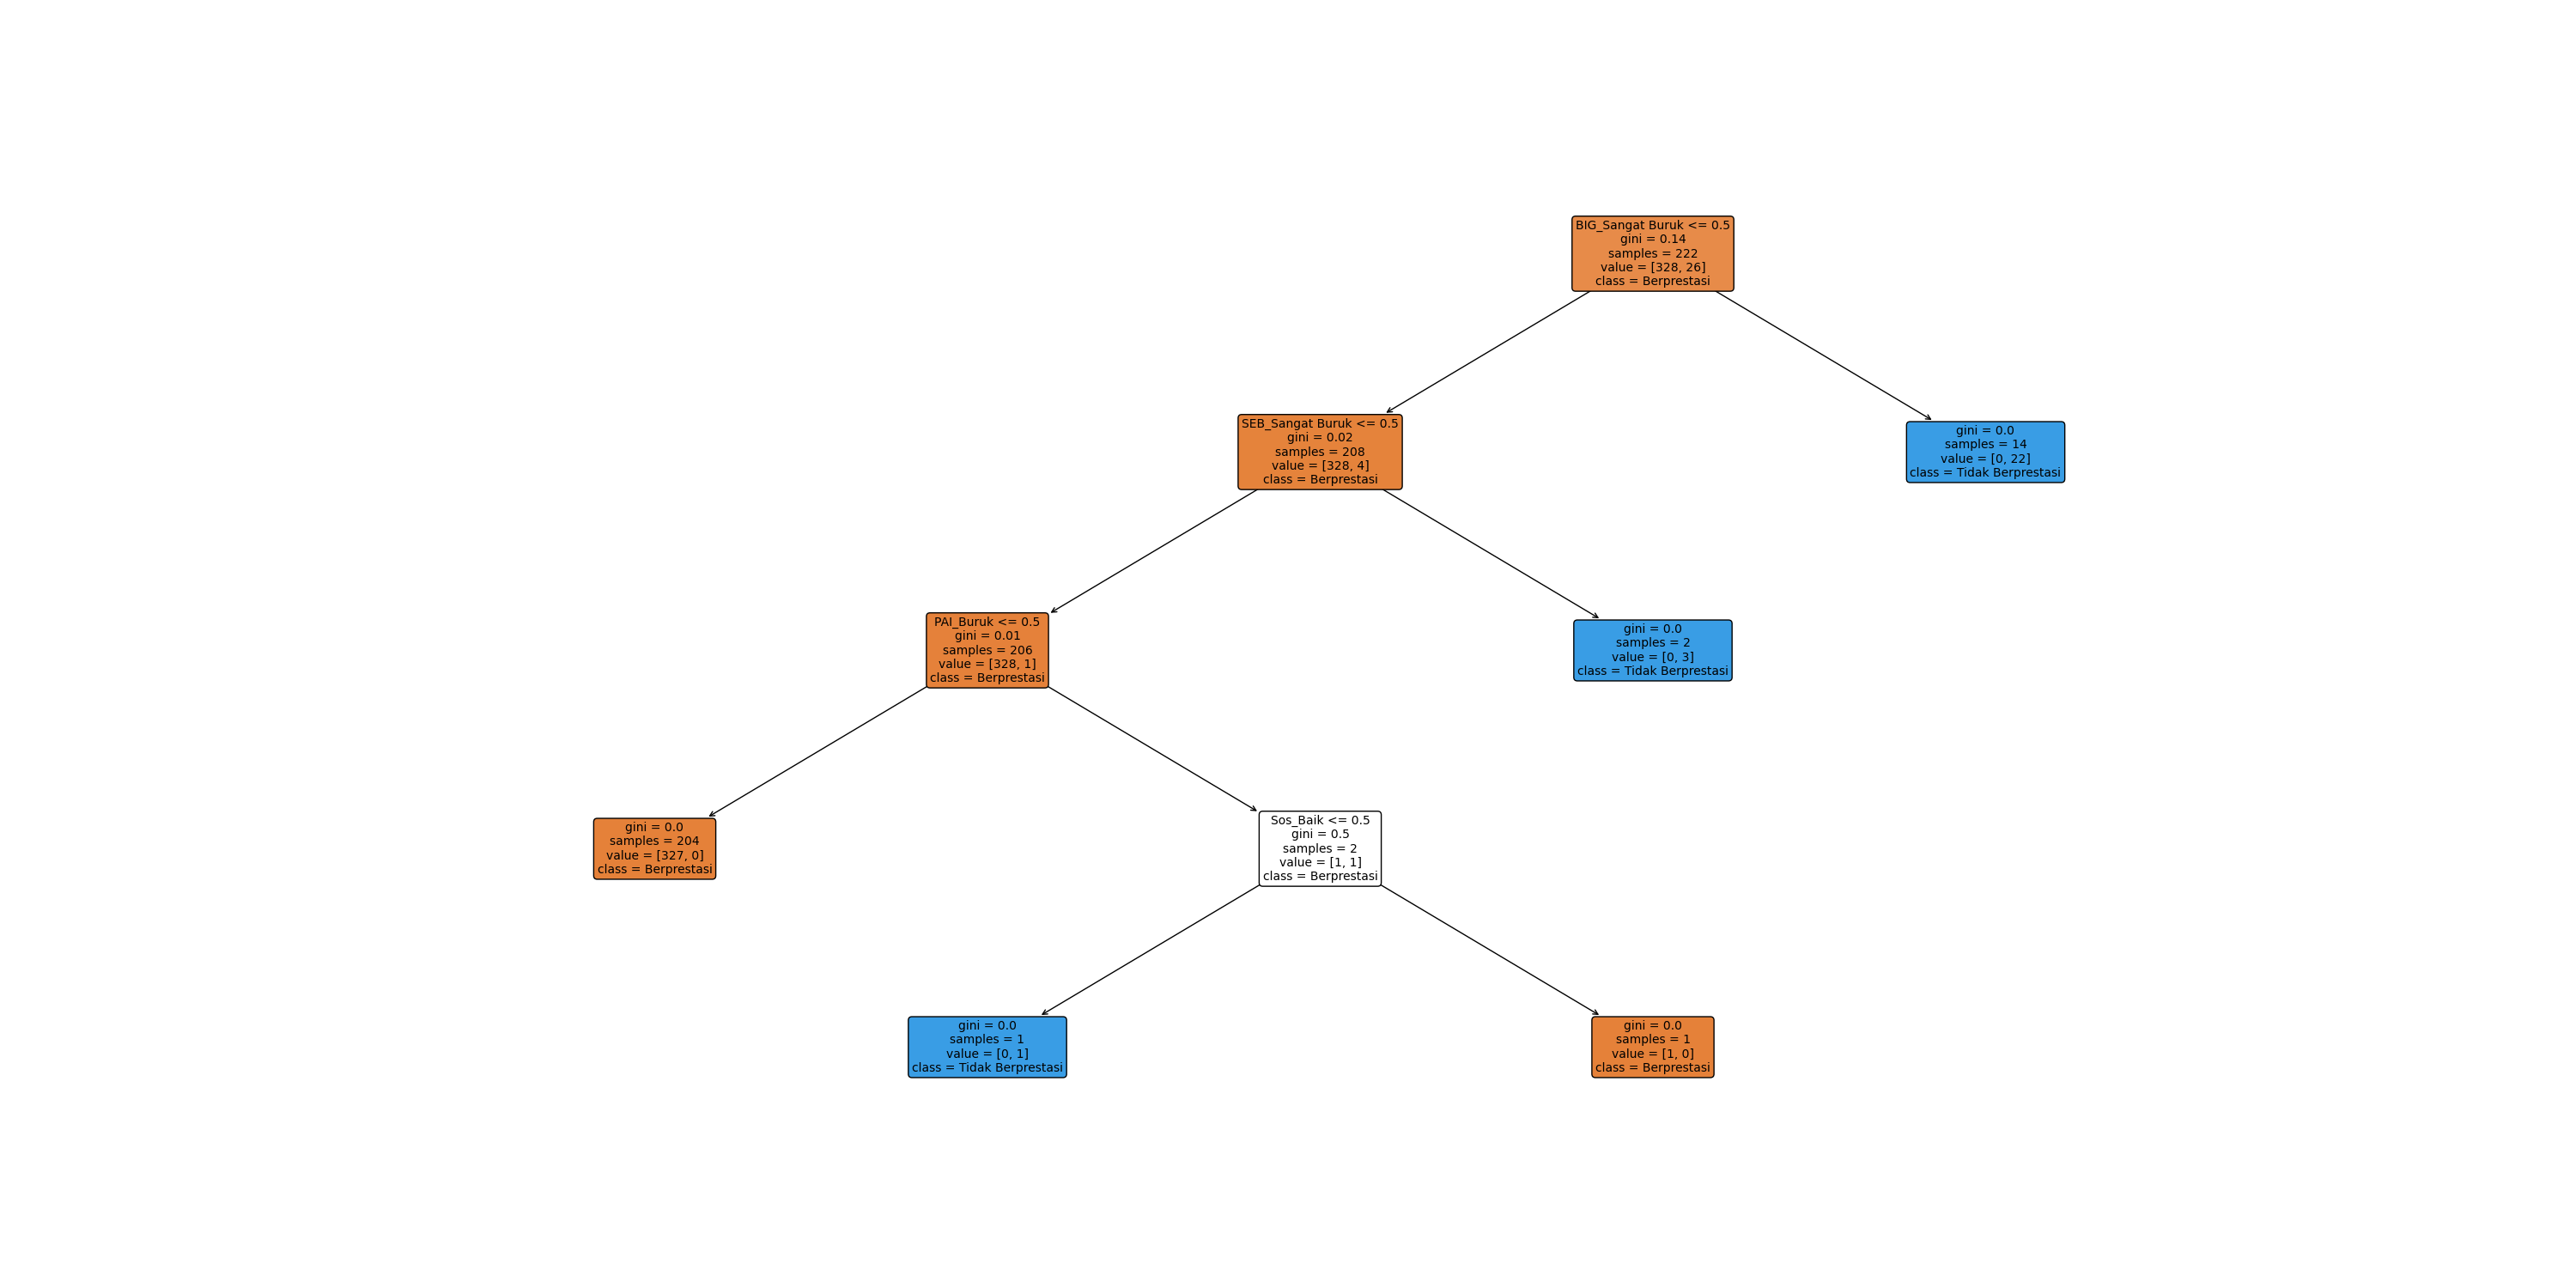 BIG_Sangat Buruk <= 0.5
gini = 0.14
samples = 222
value = [328, 26]
class = Berprestasi
SEB_Sangat Buruk <= 0.5
gini = 0.02
samples = 208
value = [328, 4]
class = Berprestasi
gini = 0.0
samples = 14
value = [0, 22]
class = Tidak Berprestasi
PAI_Buruk <= 0.5
gini = 0.01
samples = 206
value = [328, 1]
class = Berprestasi
gini = 0.0
samples = 2
value = [0, 3]
class = Tidak Berprestasi
gini = 0.0
samples = 204
value = [327, 0]
class = Berprestasi
Sos_Baik <= 0.5
gini = 0.5
samples = 2
value = [1, 1]
class = Berprestasi
gini = 0.0
samples = 1
value = [0, 1]
class = Tidak Berprestasi
gini = 0.0
samples = 1
value = [1, 0]
class = Berprestasi